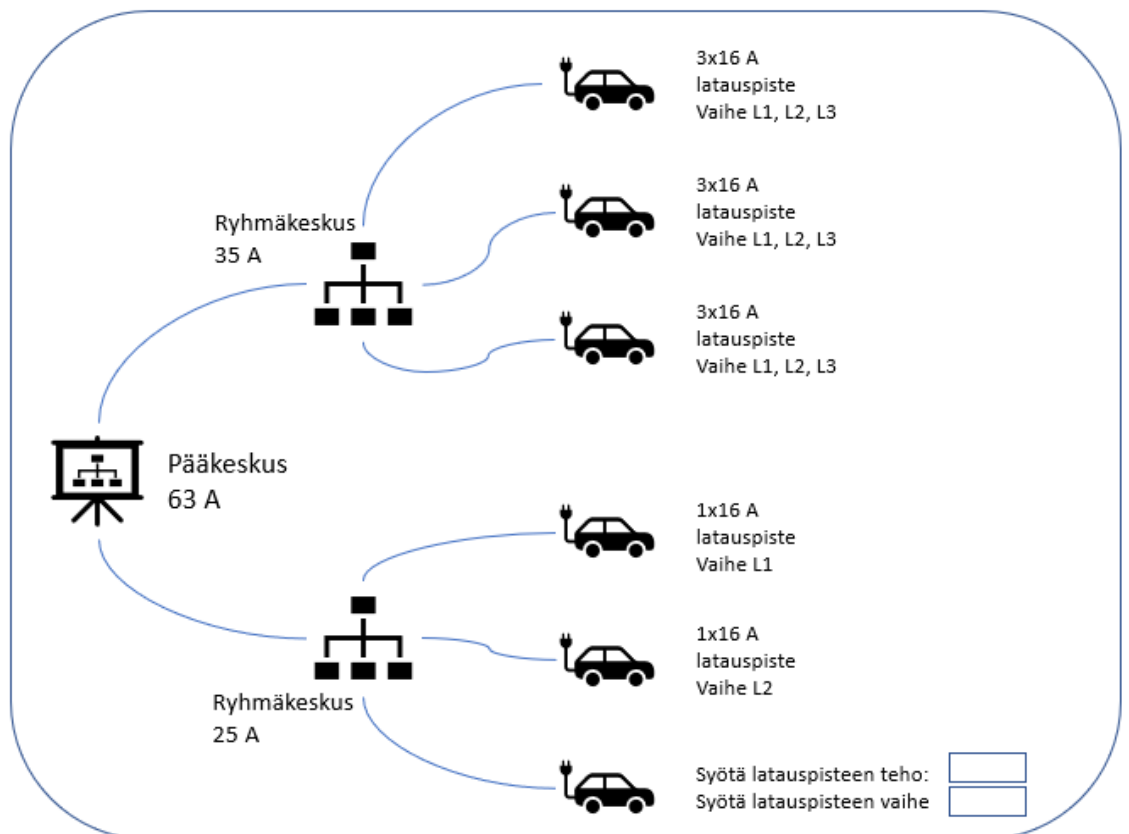 3x16 A
latauspiste
Vaihe L1, L2, L3
3x16 A
latauspiste
Vaihe L1, L2, L3
Ryhmäkeskus
35 A
3x16 A
latauspiste
Vaihe L1, L2, L3
Pääkeskus
63 A
1x16 A
latauspiste
Vaihe L1
1x16 A
latauspiste
Vaihe L2
Ryhmäkeskus
25 A
Syötä latauspisteen teho:
Syötä latauspisteen vaihe